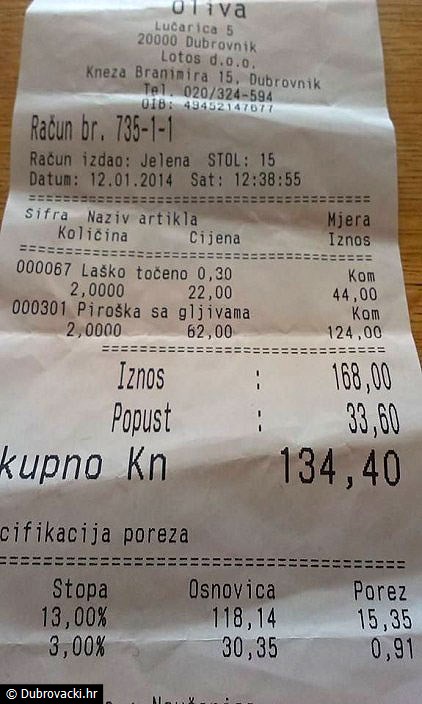 Oliva
Lučarica 5
20000 Dubrovnik
Lotos d.o.o.
Kneza Branimira 15, Dubrovnik
Tel. 020/324-594
OIB: 49452147677
Račun br. 735-1-1
Račun izdao: Jelena STOL: 15
Datum: 12.01.2014 Sat: 12:38:55
Sifra Naziv artikla Mjera
Količina Cijena Iznos
000067 Laško točeno 0,30 Kom
2,0000 22,00 44,00
000301 Piroška sa gljivama Kom
2,0000 62,00 124,00
Iznos : 168,00
Popust : 33,60
kupno Kn 134,40
cifikacija poreza
Stopa Osnovica Porez
13,00% 118,14 15,35
3,00% 30,35 0,91
© Dubrovacki.hr